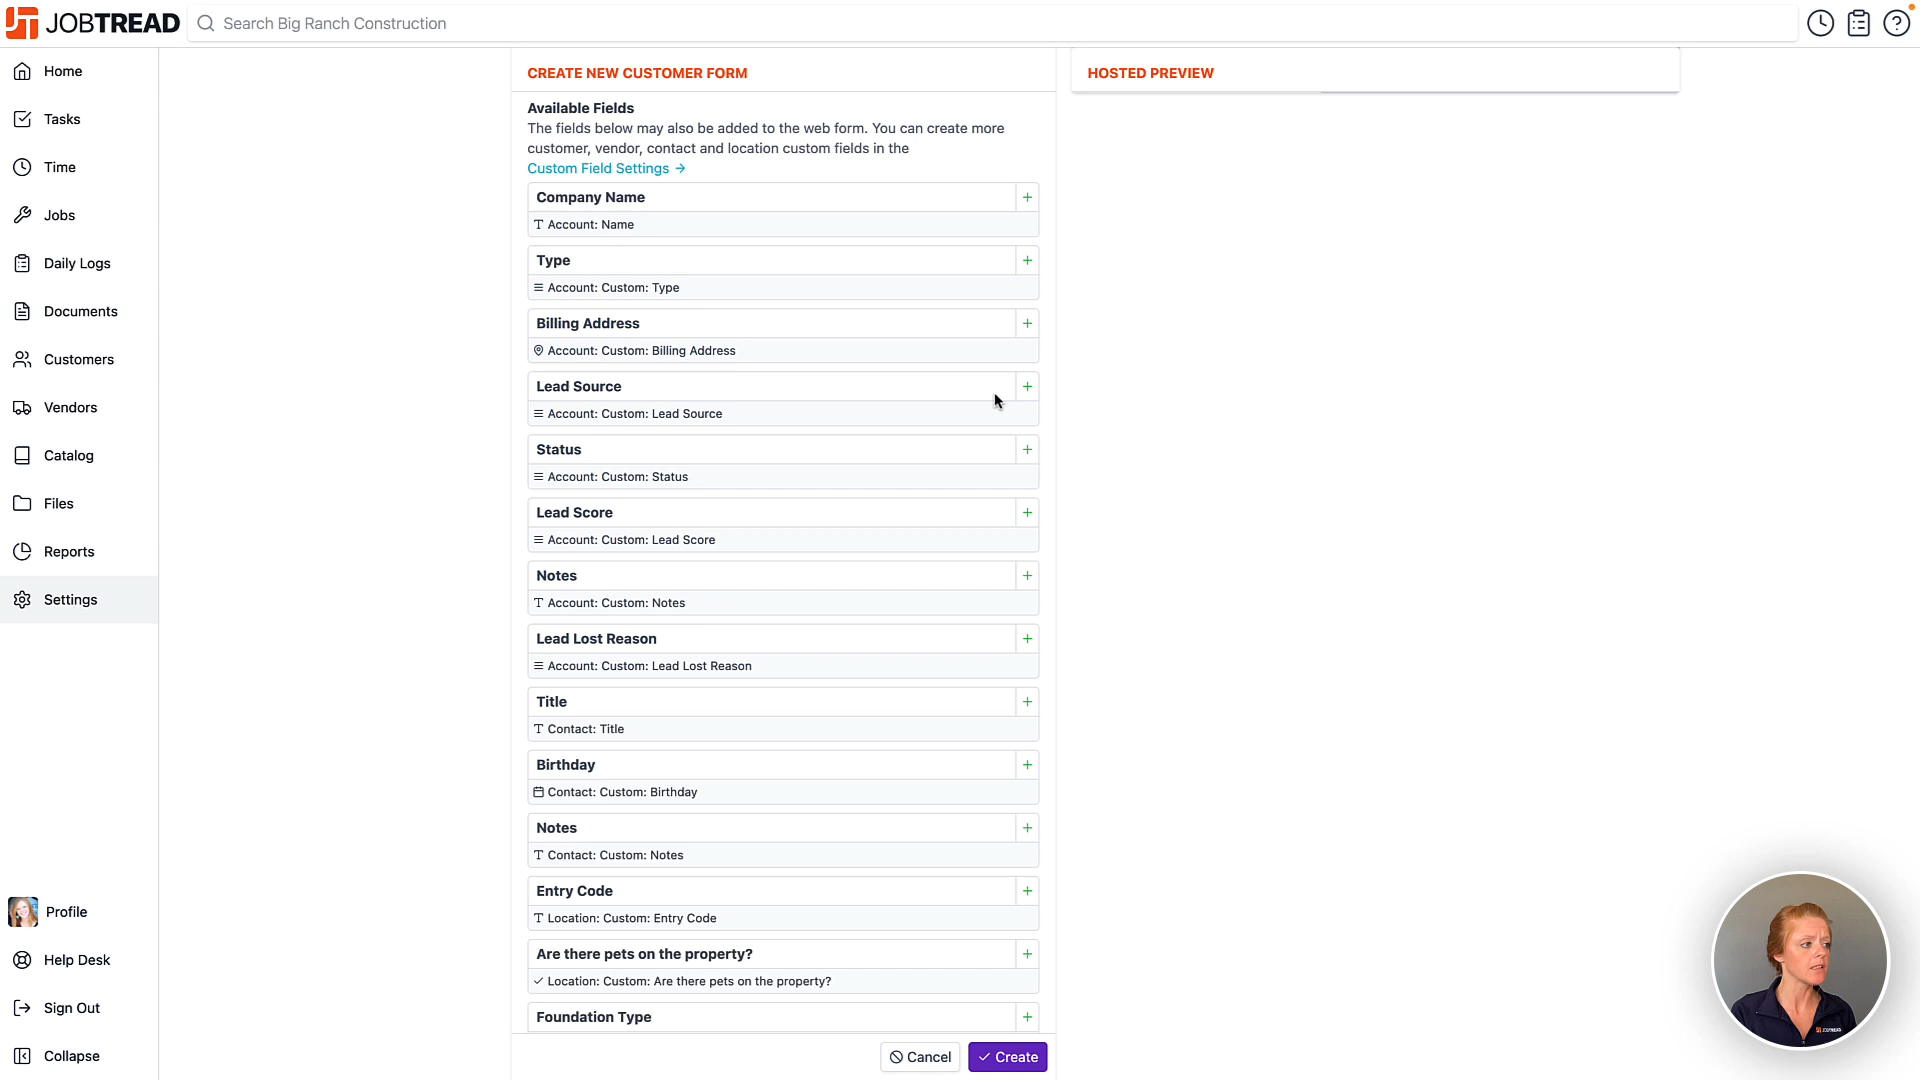 JOBTREAD
Search Big Ranch Construction
Home
Tasks
Time
Jobs
Daily Logs
Documents
Customers
Vendors
Catalog
Files
Reports
Settings
Profile
Help Desk
Sign Out
Collapse
CREATE NEW CUSTOMER FORM
Available Fields
The fields below may also be added to the web form. You can create more
customer, vendor, contact and location custom fields in the
Custom Field Settings →
Company Name
Account: Name
Type
Account: Custom: Type
Billing Address
Account: Custom: Billing Address
Lead Source
Account: Custom: Lead Source
Status
Account: Custom: Status
Lead Score
Account: Custom: Lead Score
Notes
Account: Custom: Notes
Lead Lost Reason
Account: Custom: Lead Lost Reason
Title
Contact: Title
Birthday
Contact: Custom: Birthday
Notes
Contact: Custom: Notes
Entry Code
Location: Custom: Entry Code
Are there pets on the property?
Location: Custom: Are there pets on the property?
Foundation Type
Cancel
Create
HOSTED PREVIEW
JOBTREAD